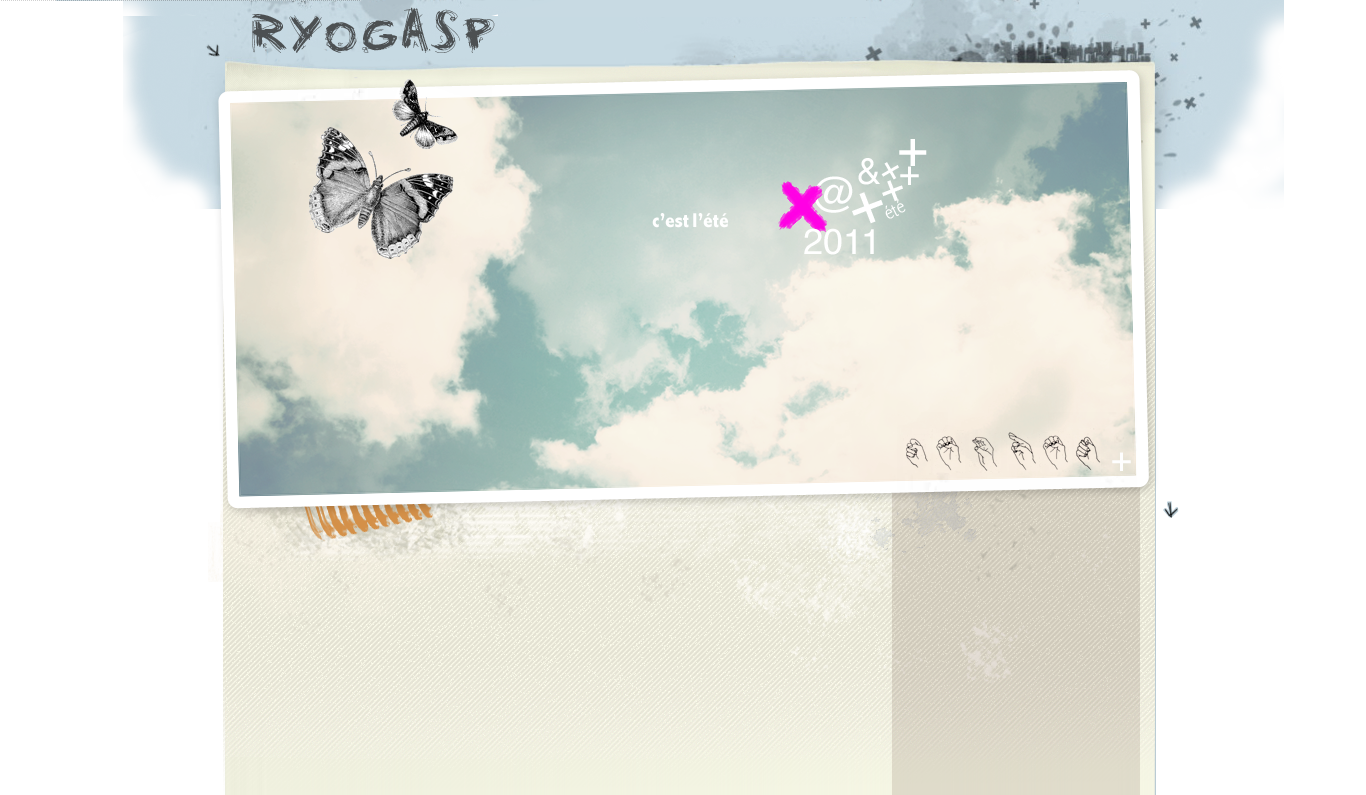 RYOGASP
c'est l'été
@ & x + + x + été
2011
+